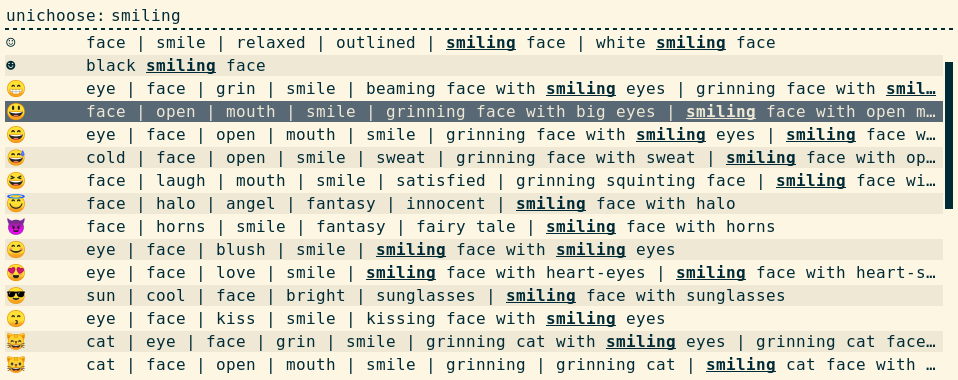 unichoose: smiling
☺ face | smile | relaxed | outlined | smiling face | white smiling face
☻ black smiling face
😁 eye | face | grin | smile | beaming face with smiling eyes | grinning face with smil…
😃 face | open | mouth | smile | grinning face with big eyes | smiling face with open m…
😄 eye | face | open | mouth | smile | grinning face with smiling eyes | smiling face w…
😅 cold | face | open | smile | sweat | grinning face with sweat | smiling face with op…
😆 face | laugh | mouth | smile | satisfied | grinning squinting face | smiling face wi…
😇 face | halo | angel | fantasy | innocent | smiling face with halo
😈 face | horns | smile | fantasy | fairy tale | smiling face with horns
😊 eye | face | blush | smile | smiling face with smiling eyes
😍 eye | face | love | smile | smiling face with heart-eyes | smiling face with heart-s…
😎 sun | cool | face | bright | sunglasses | smiling face with sunglasses
😙 eye | face | kiss | smile | kissing face with smiling eyes
😸 cat | eye | face | grin | smile | grinning cat with smiling eyes | grinning cat face…
😺 cat | face | open | mouth | smile | grinning | grinning cat | smiling cat face with …